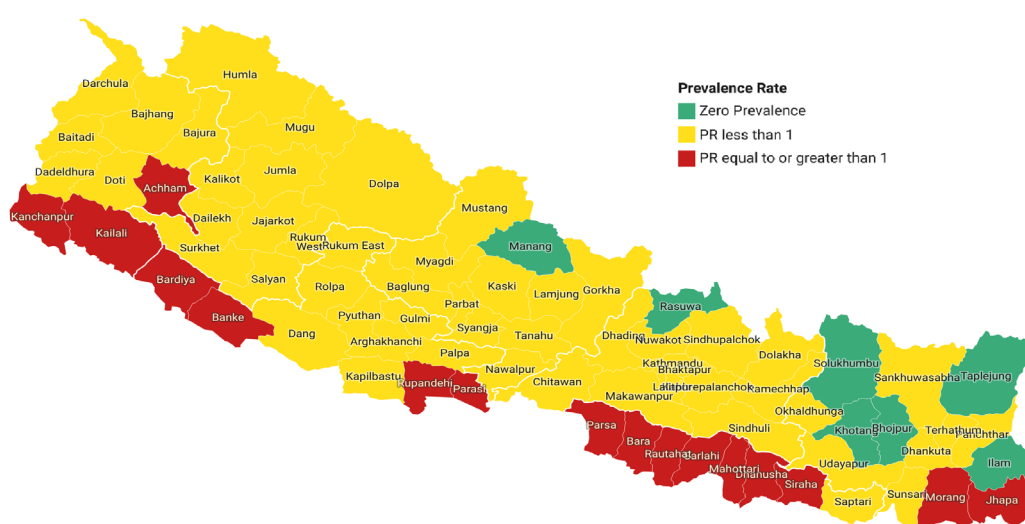 Prevalence Rate
Zero Prevalence
PR less than 1
PR equal to or greater than 1
Humla
Darchula
Bajhang
Mugu
Bajura
Baitadi
Jumla
Dadeldhura
Doti
Achham
Kalikot
Dolpa
Mustang
Kanchanpur
Kailali
Dailekh
Jajarkot
Rukum
West
Rukum East
Surkhet
Manang
Myagdi
Bardiya
Salyan
Rolpa
Baglung
Kaski
Lamjung
Gorkha
Rasuwa
Parbat
Banke
Pyuthan
Gulmi
Syangja
Tanahu
Dhading
Nuwakot
Sindhupalchok
Dang
Arghakhanchi
Palpa
Dolakha
Solukhumbu
Kathmandu
Bhaktapur
Nawalpur
Kapilbastu
Rupandehi
Parasi
Chitawan
Sankhuwasabha
Taplejung
Ramechhap
Makawanpur
Okhaldhunga
Parsa
Bara
Sindhuli
Khotang
Bhojpur
Terhathum
Panchthar
Rautahat
Sarlahi
Dhankuta
Mahottari
Dhanusha
Udayapur
Ilam
Siraha
Saptari
Sunsari
Morang
Jhapa